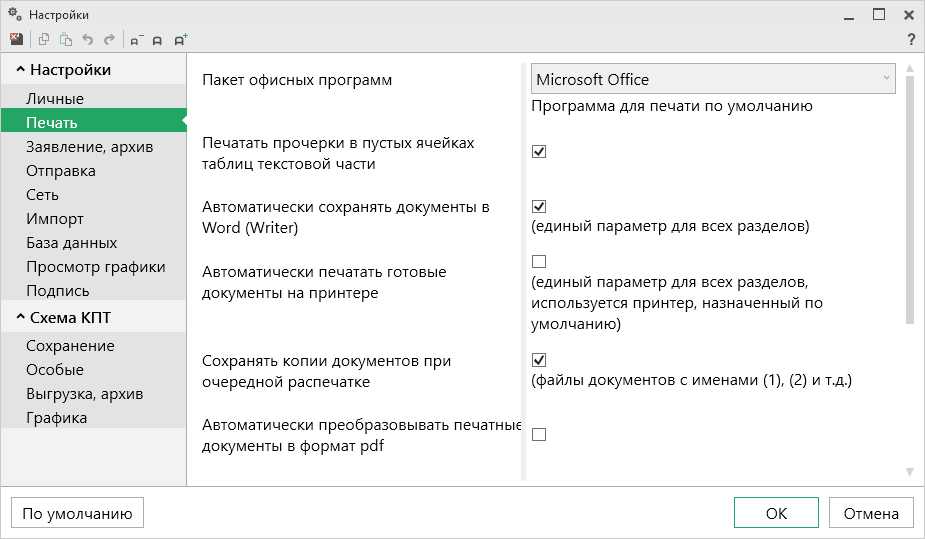 Настройки
?
Настройки
Личные
Печать
Заявление, архив
Отправка
Сеть
Импорт
База данных
Просмотр графики
Подпись
Схема КПТ
Сохранение
Особые
Выгрузка, архив
Графика
Пакет офисных программ
Microsoft Office
Программа для печати по умолчанию
Печатать прочерки в пустых ячейках
таблиц текстовой части
Автоматически сохранять документы в
Word (Writer)
(единый параметр для всех разделов)
Автоматически печатать готовые
документы на принтере
(единый параметр для всех разделов,
используется принтер, назначенный по
умолчанию)
Сохранять копии документов при
очередной распечатке
(файлы документов с именами (1), (2) и т.д.)
Автоматически преобразовывать печатные
документы в формат pdf
По умолчанию
ОК
Отмена